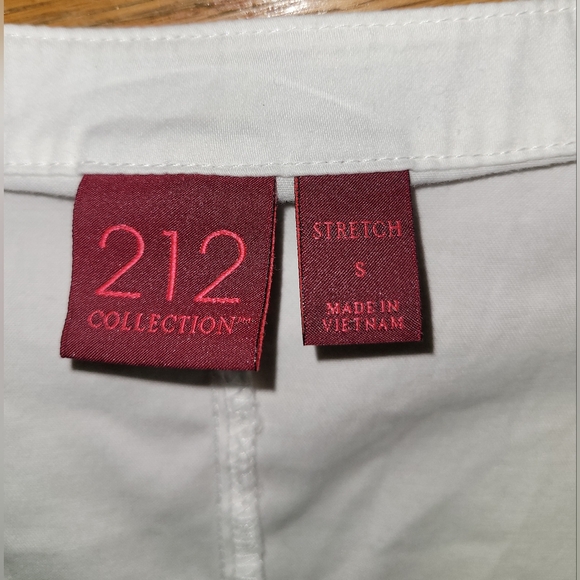 212
COLLECTION™
STRETCH
S
MADE IN
VIETNAM